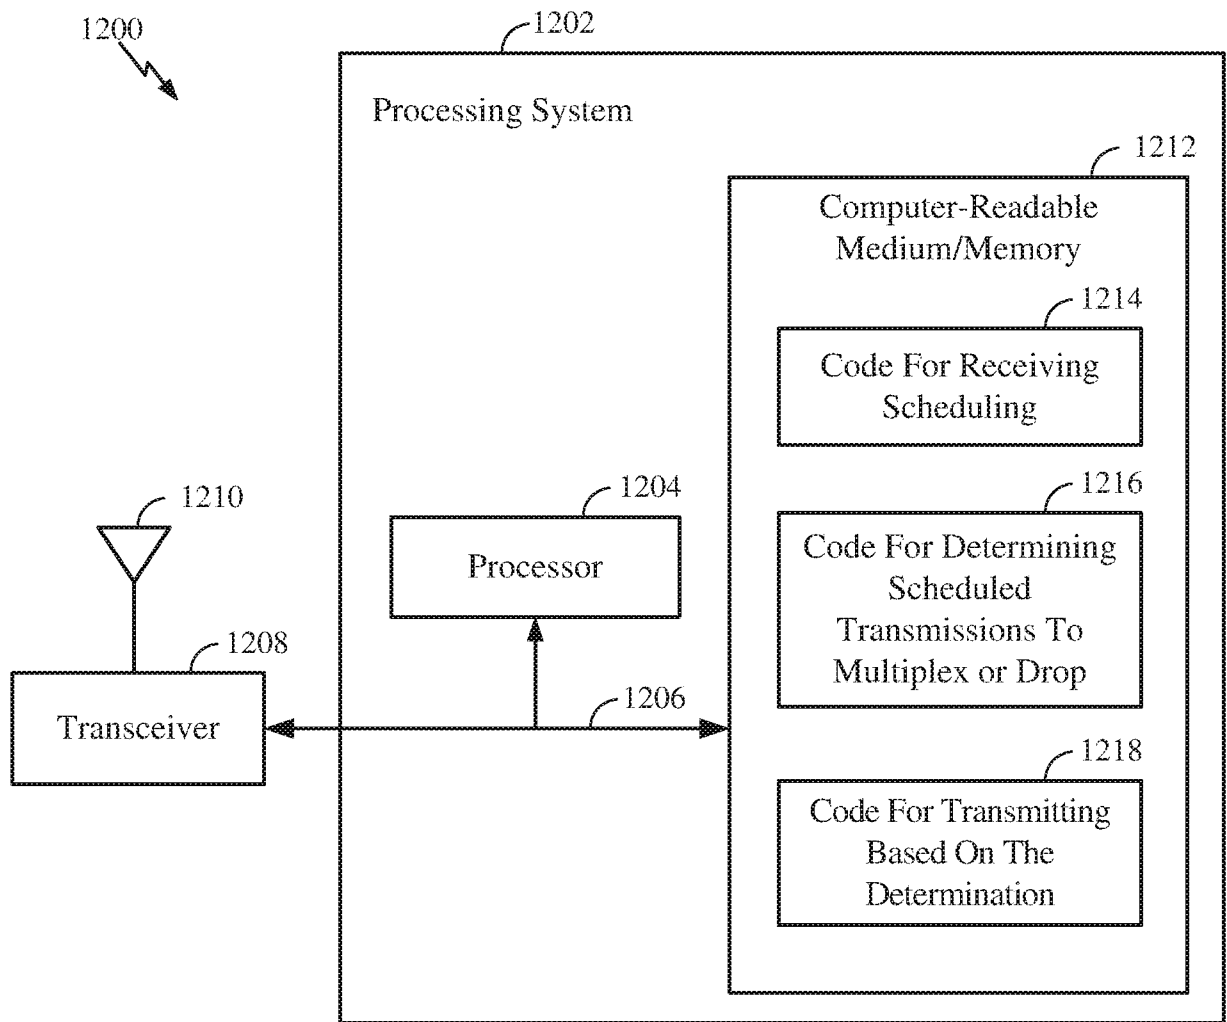 1200
1202
Processing System
1212
Computer-Readable
Medium/Memory
1214
Code For Receiving
Scheduling
1204
Processor
1216
Code For Determining
Scheduled
Transmissions To
Multiplex or Drop
1210
1208
Transceiver
1206
1218
Code For Transmitting
Based On The
Determination